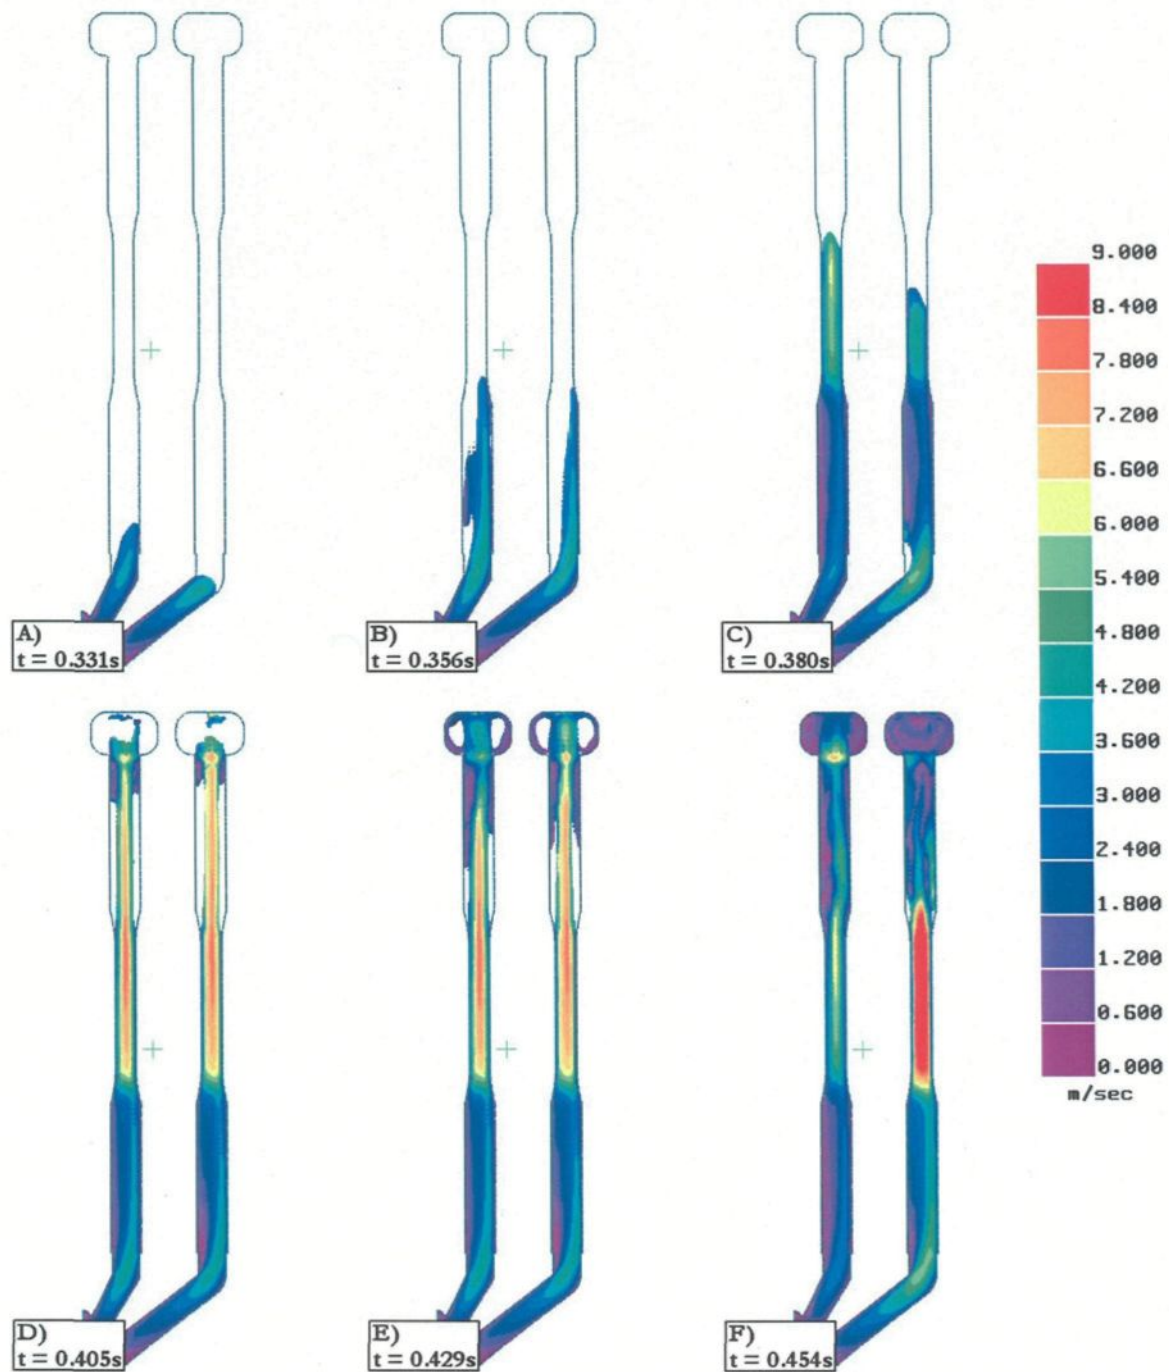 A)
t = 0.331s
B)
t = 0.356s
C)
t = 0.380s
9.000
8.400
7.800
7.200
6.600
6.000
5.400
4.800
4.200
3.600
3.000
2.400
1.800
1.200
0.600
0.000
m/sec
D)
t = 0.405s
E)
t = 0.429s
F)
t = 0.454s